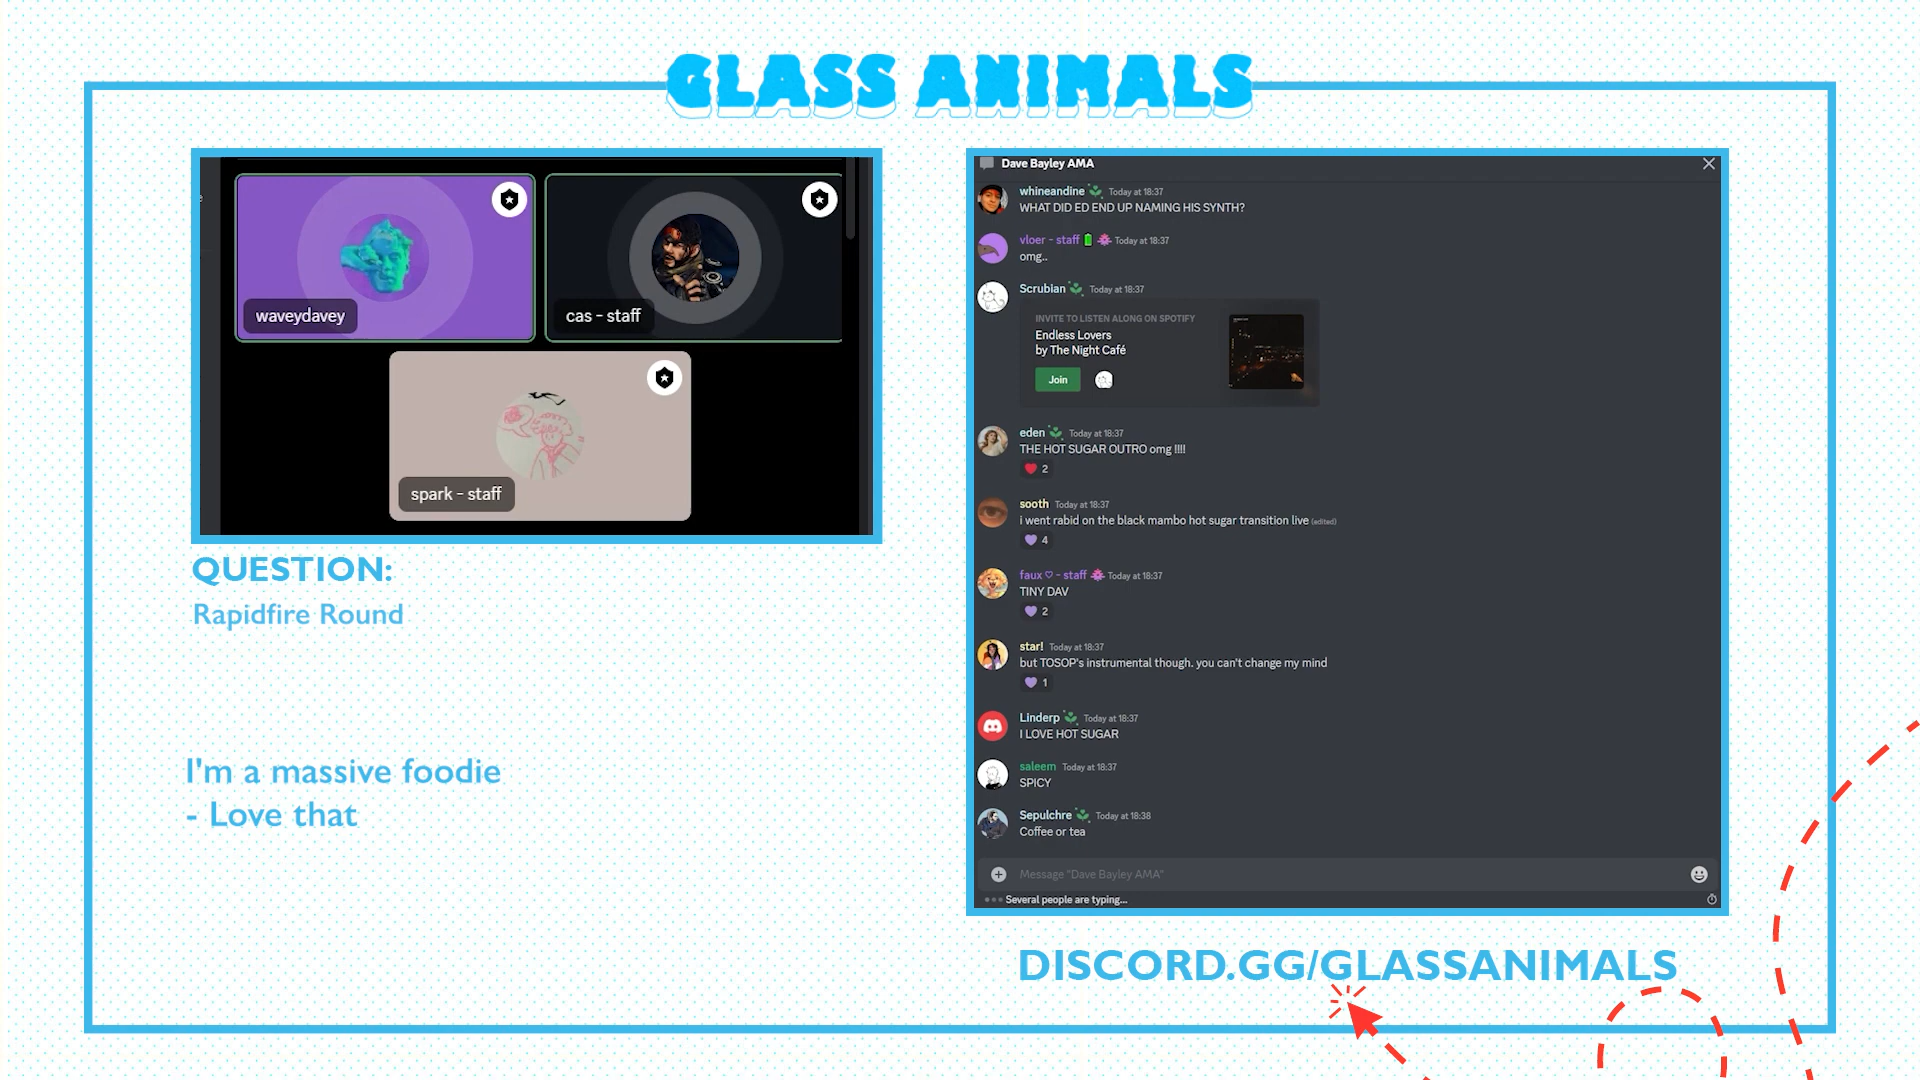 GLASS ANIMALS
waveydavey
cas - staff
spark - staff
QUESTION:
Rapidfire Round
I'm a massive foodie
- Love that
Dave Bayley AMA
whineandine Today at 18:37
WHAT DID ED END UP NAMING HIS SYNTH?
vloer - staff Today at 18:37
omg..
Scrubian Today at 18:37
INVITE TO LISTEN ALONG ON SPOTIFY
Endless Lovers
by The Night Café
Join
eden Today at 18:37
THE HOT SUGAR OUTRO omg !!!!
2
sooth Today at 18:37
i went rabid on the black mambo hot sugar transition live (edited)
4
faux ♡ - staff Today at 18:37
TINY DAV
2
star! Today at 18:37
but TOSOP's instrumental though. you can't change my mind
1
Linderp Today at 18:37
I LOVE HOT SUGAR
saleem Today at 18:37
SPICY
Sepulchre Today at 18:38
Coffee or tea
Message "Dave Bayley AMA"
Several people are typing...
DISCORD.GG/GLASSANIMALS